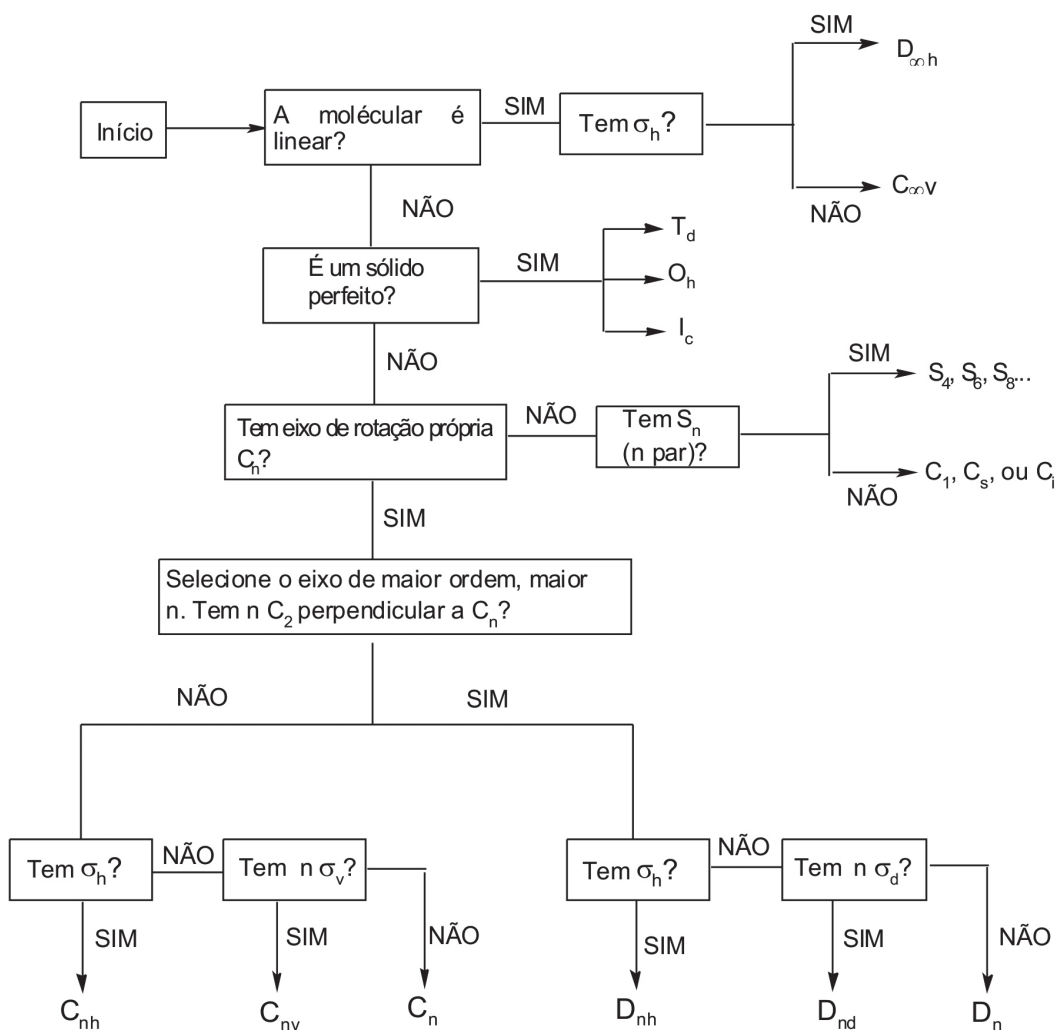 SIM
D∞h
Início
A molécular é
linear?
SIM
Tem σh?
NÃO
C∞v
NÃO
É um sólido
perfeito?
SIM
Td
Oh
Ic
NÃO
Tem eixo de rotação própria
Cn?
NÃO
Tem Sn
(n par)?
SIM
S4, S6, S8...
NÃO
C1, Cs, ou Ci
SIM
Selecione o eixo de maior ordem, maior
n. Tem n C2 perpendicular a Cn?
NÃO
SIM
Tem σh?
NÃO
Tem n σv?
NÃO
SIM
SIM
Cnh
Cnv
Cn
Tem σh?
NÃO
Tem n σd?
NÃO
SIM
SIM
Dnh
Dnd
Dn